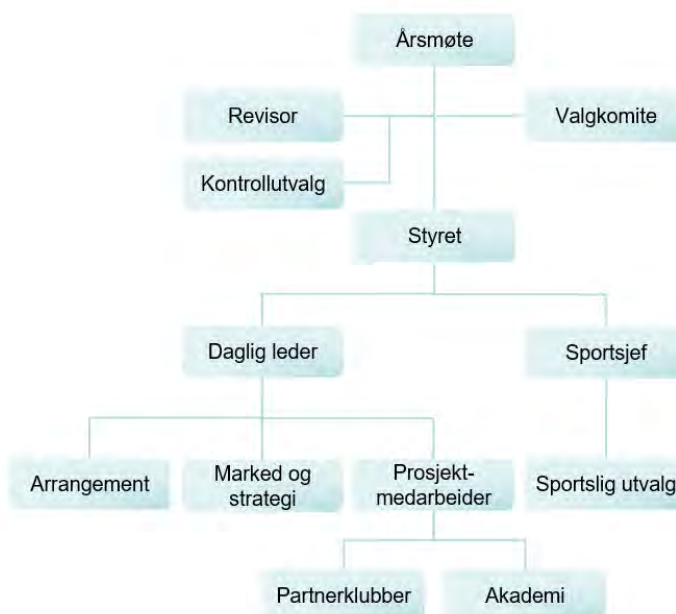 Årsmøte
Revisor
Valgkomite
Kontrollutvalg
Styret
Daglig leder
Sportsjef
Arrangement
Marked og
strategi
Prosjekt-
medarbeider
Sportslig utvalg
Partnerklubber
Akademi